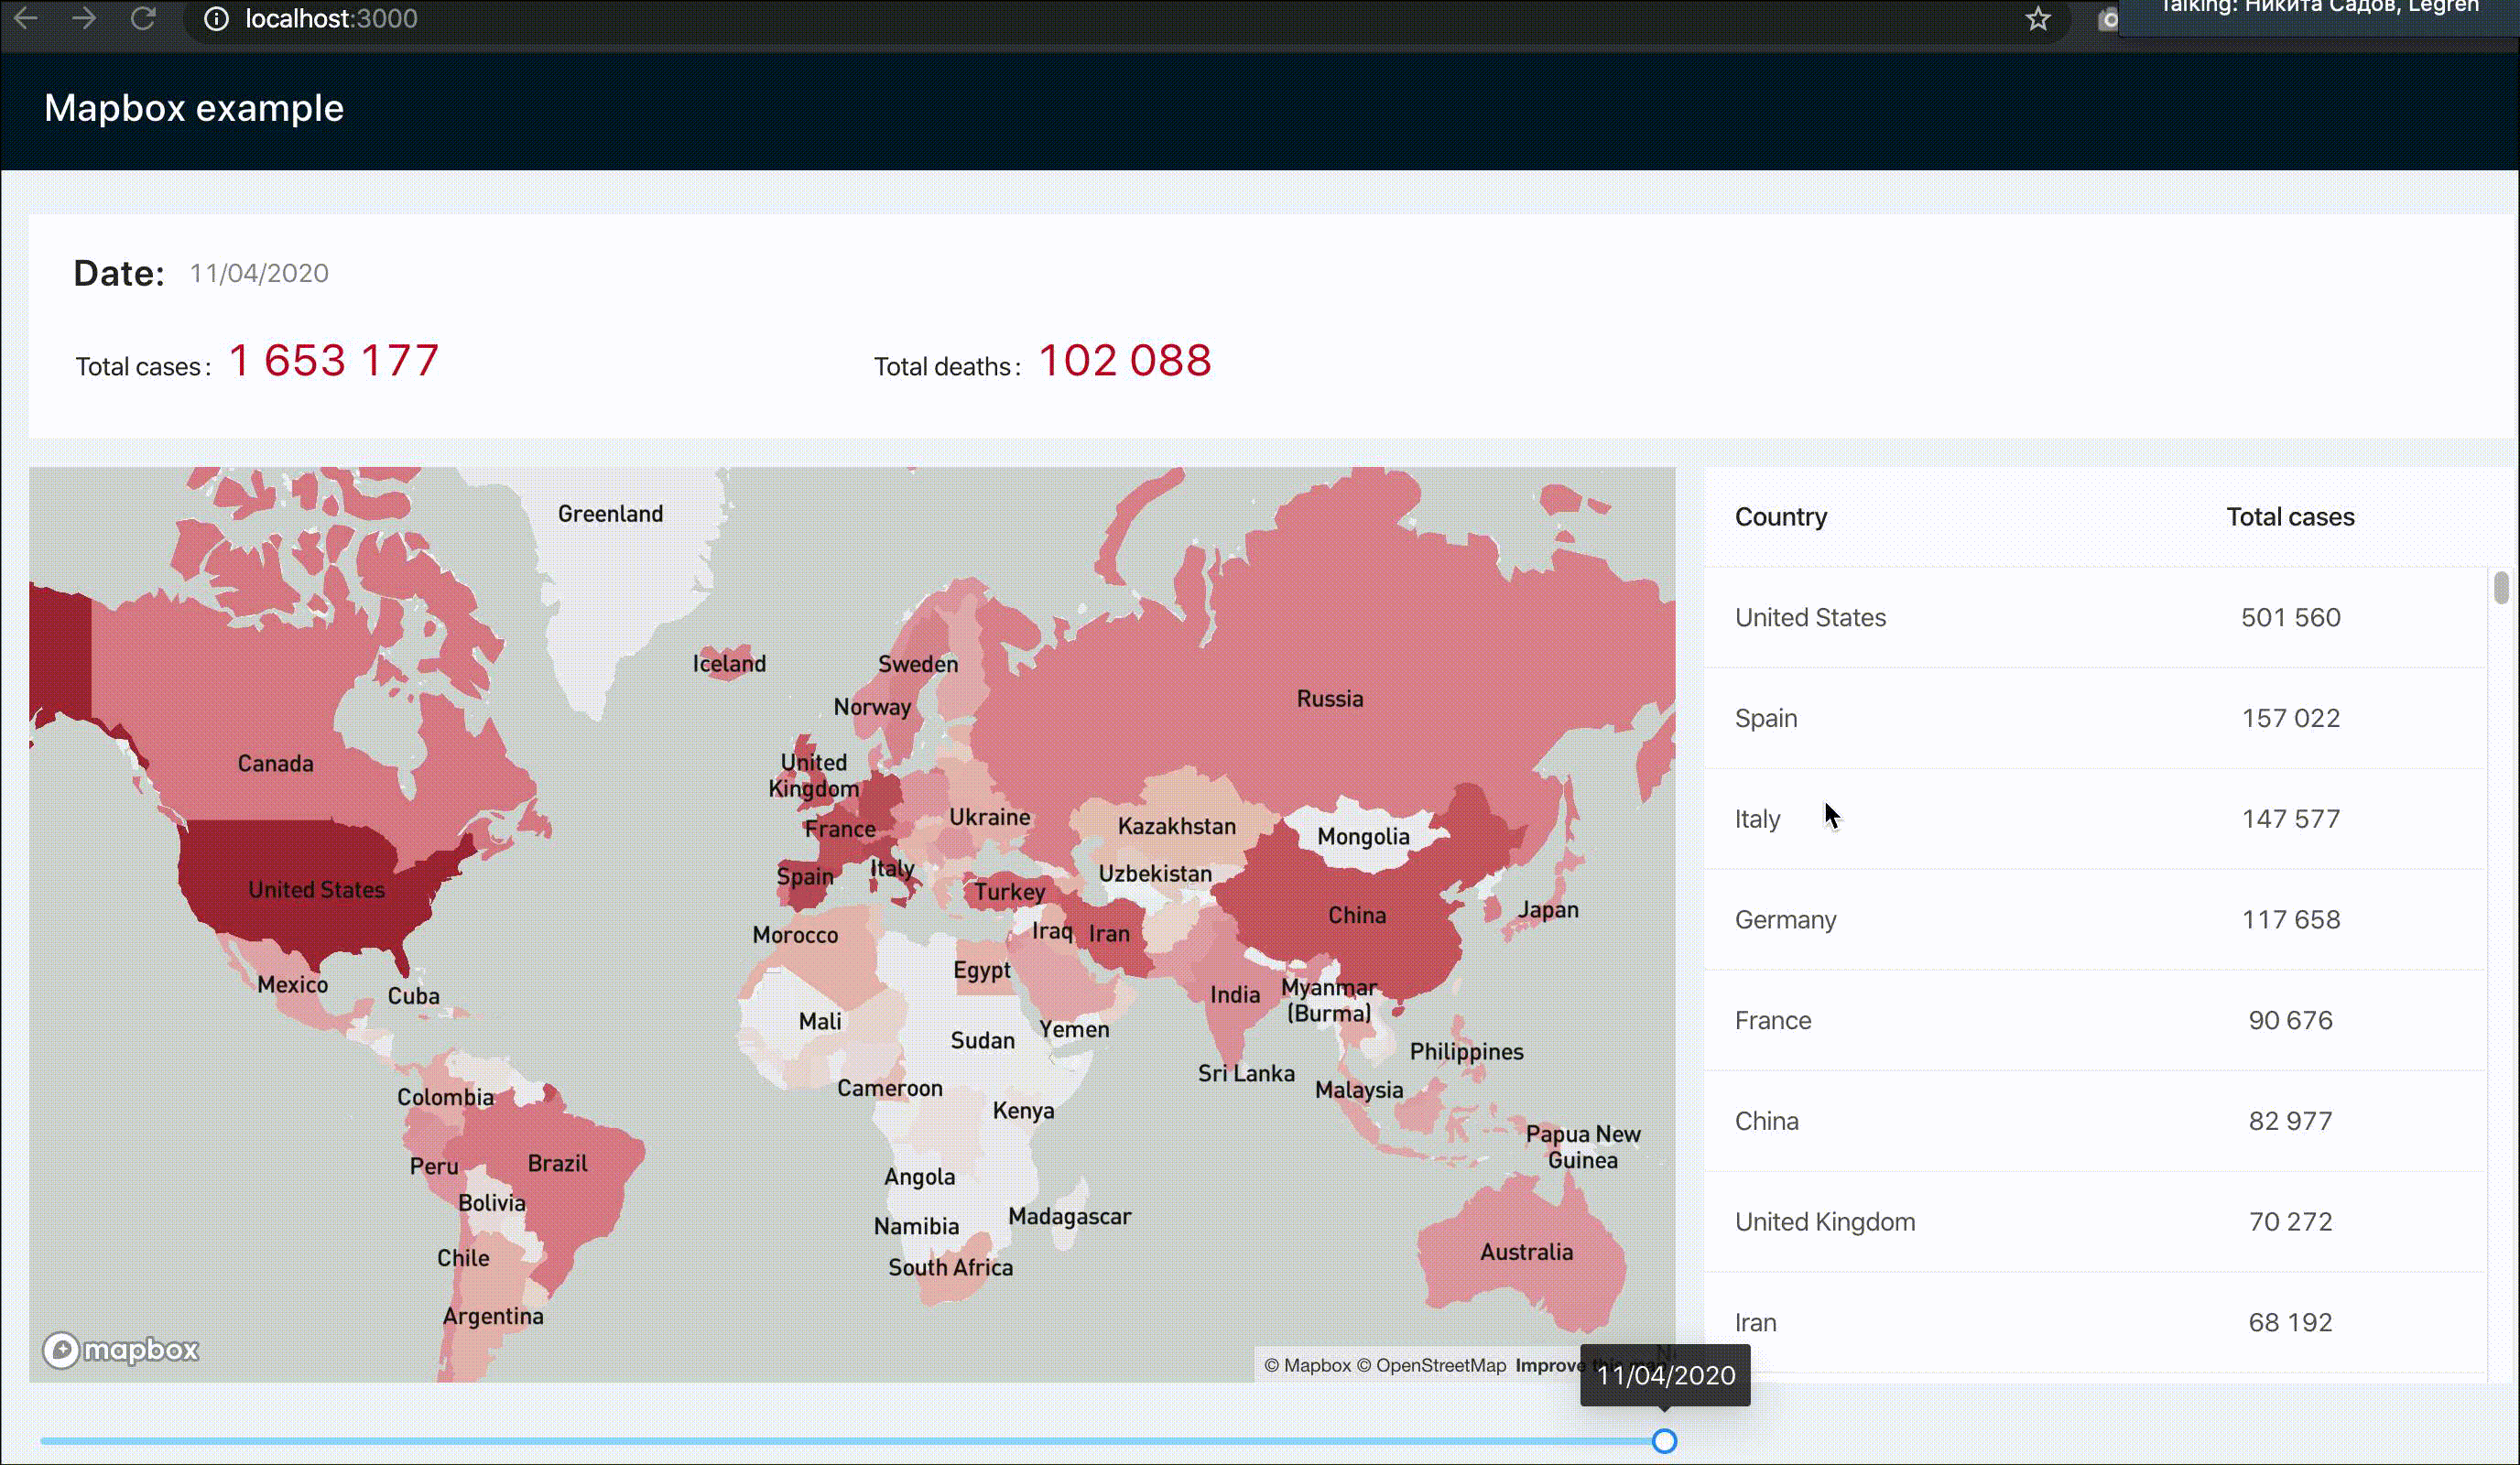 localhost:3000
Talking: Никита Садов, Legren
Mapbox example
Date: 11/04/2020
Total cases: 1 653 177
Total deaths: 102 088
Greenland
Iceland
Sweden
Norway
Russia
Canada
United
Kingdom
Ukraine
France
Kazakhstan
Mongolia
Italy
Spain
Uzbekistan
Turkey
United States
China
Japan
Morocco
Iraq
Iran
Egypt
Mexico
Cuba
India
Myanmar
(Burma)
Mali
Sudan
Yemen
Philippines
Sri Lanka
Cameroon
Malaysia
Colombia
Kenya
Papua New
Guinea
Peru
Brazil
Angola
Bolivia
Madagascar
Namibia
Chile
Australia
South Africa
Argentina
mapbox
© Mapbox © OpenStreetMap Improve this map
11/04/2020
Country Total cases
United States 501 560
Spain 157 022
Italy 147 577
Germany 117 658
France 90 676
China 82 977
United Kingdom 70 272
Iran 68 192